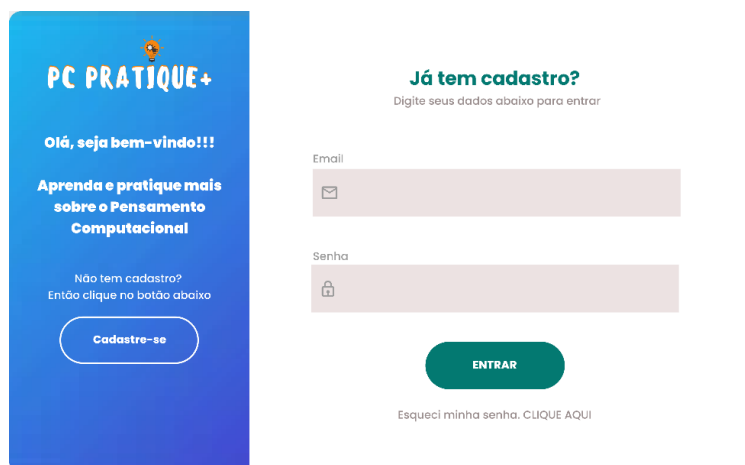 PC PRATIQUE+
Olá, seja bem-vindo!!!
Aprenda e pratique mais
sobre o Pensamento
Computacional
Não tem cadastro?
Então clique no botão abaixo
Cadastre-se
Já tem cadastro?
Digite seus dados abaixo para entrar
Email
Senha
ENTRAR
Esqueci minha senha. CLIQUE AQUI